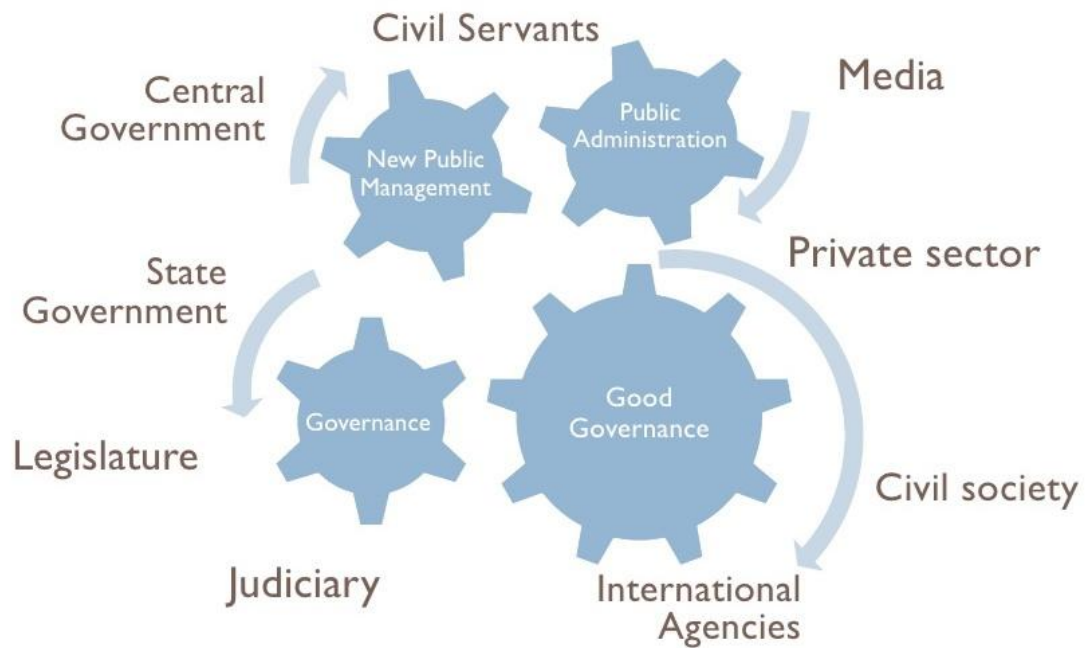 Civil Servants
Central
Government
Media
New Public
Management
Public
Administration
State
Government
Private sector
Governance
Good
Governance
Legislature
Civil society
Judiciary
International
Agencies